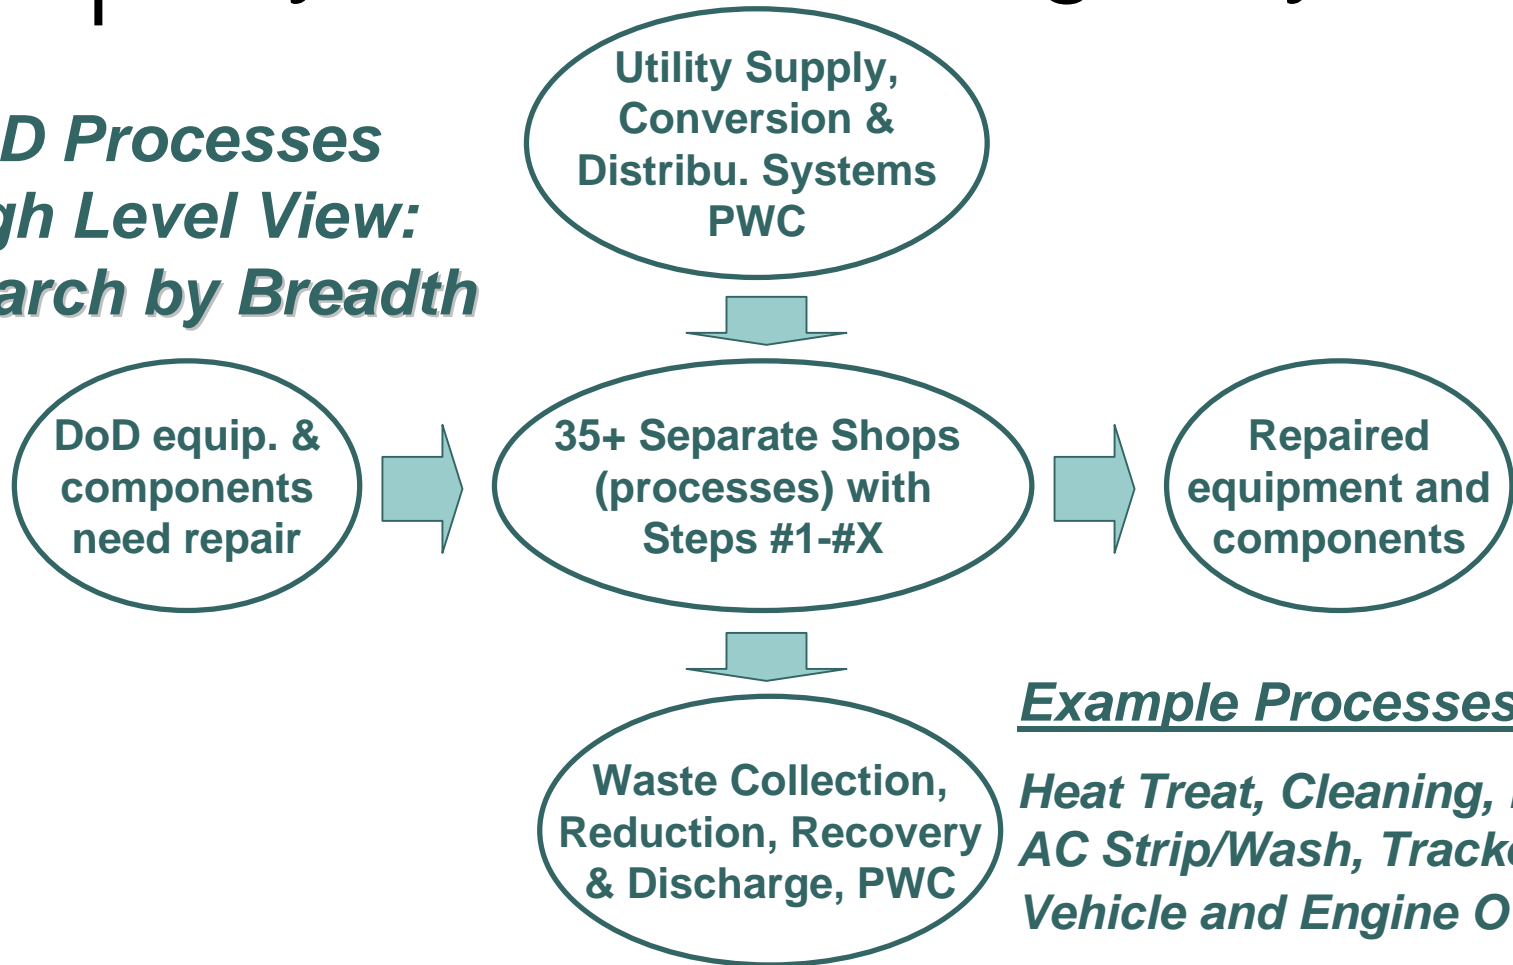 Utility Supply,
Conversion &
Distribu. Systems
PWC
D Processes
gh Level View:
arch by Breadth
DoD equip. &
components
need repair
35+ Separate Shops
(processes) with
Steps #1-#X
Repaired
equipment and
components
Waste Collection,
Reduction, Recovery
& Discharge, PWC
Example Processes
Heat Treat, Cleaning,
AC Strip/Wash, Tracke
Vehicle and Engine O